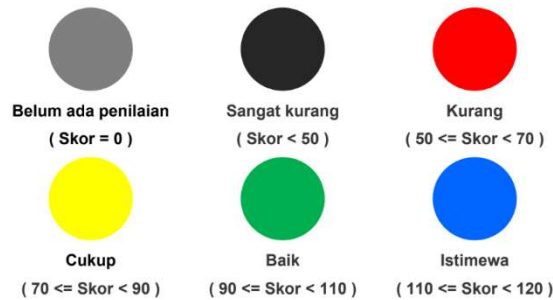 Belum ada penilaian
( Skor = 0 )
Sangat kurang
( Skor < 50 )
Kurang
( 50 <= Skor < 70 )
Cukup
( 70 <= Skor < 90 )
Baik
( 90 <= Skor < 110 )
Istimewa
( 110 <= Skor < 120 )